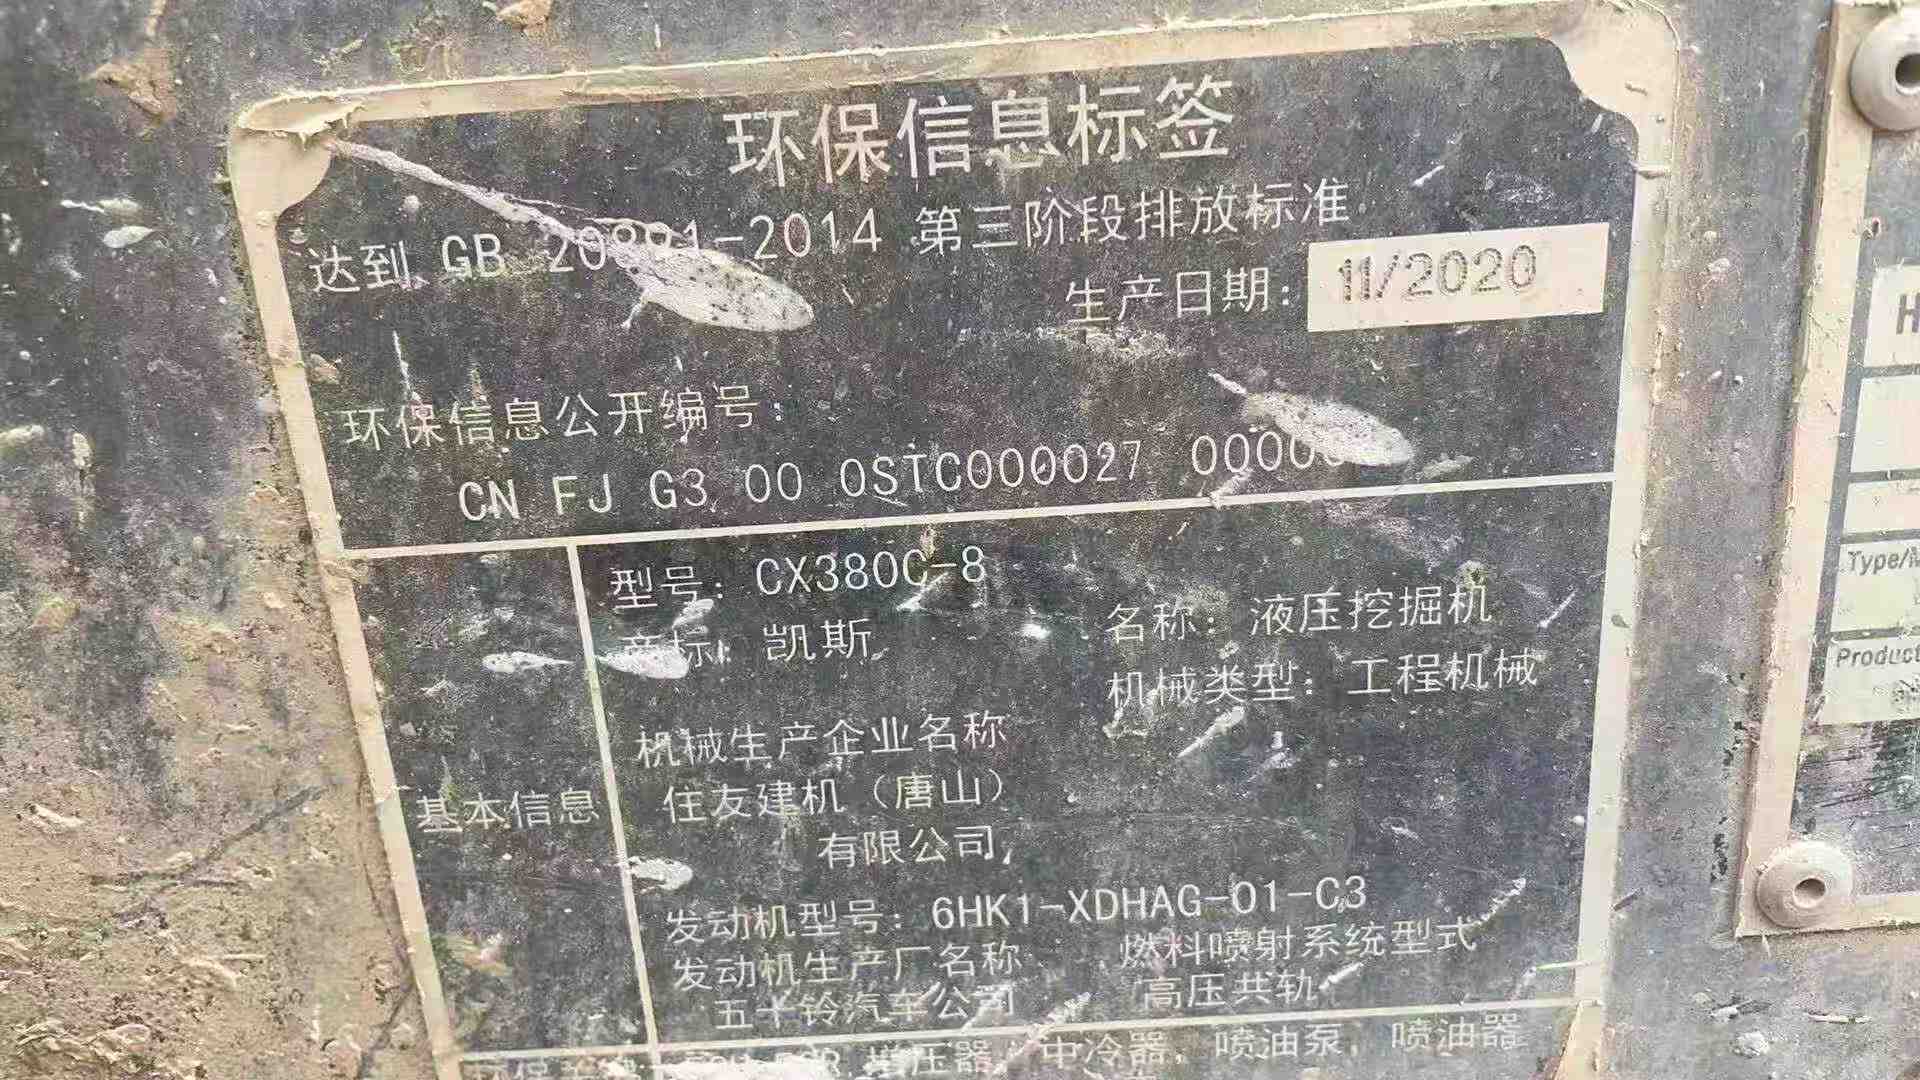 环保信息标签
达到 GB 20891-2014 第三阶段排放标准
生产日期: 11/2020
环保信息公开编号:
CN FJ G3 00 0STC000027 0000
型号: CX380C-8
商标: 凯斯
名称: 液压挖掘机
机械类型: 工程机械
机械生产企业名称
住友建机（唐山）
有限公司,
基本信息
发动机型号: 6HK1-XDHAG-01-C3
发动机生产厂名称
五十铃汽车公司
燃料喷射系统型式
高压共轨
增压器, 中冷器, 喷油泵, 喷油器
Type/M
Product